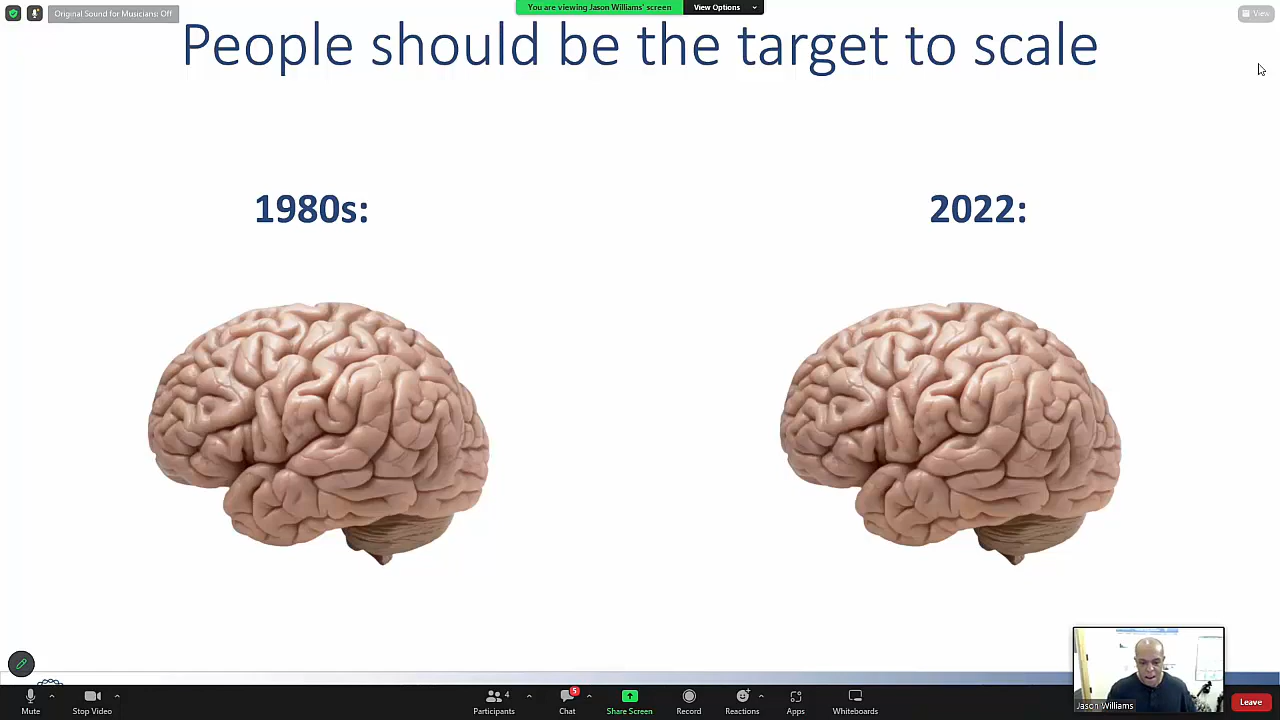 Original Sound for Musicians: Off
You are viewing Jason Williams' screen
View Options
View
People should be the target to scale
1980s:
2022:
Jason Williams
Mute
Stop Video
4
Participants
5
Chat
Share Screen
Record
Reactions
Apps
Whiteboards
Leave